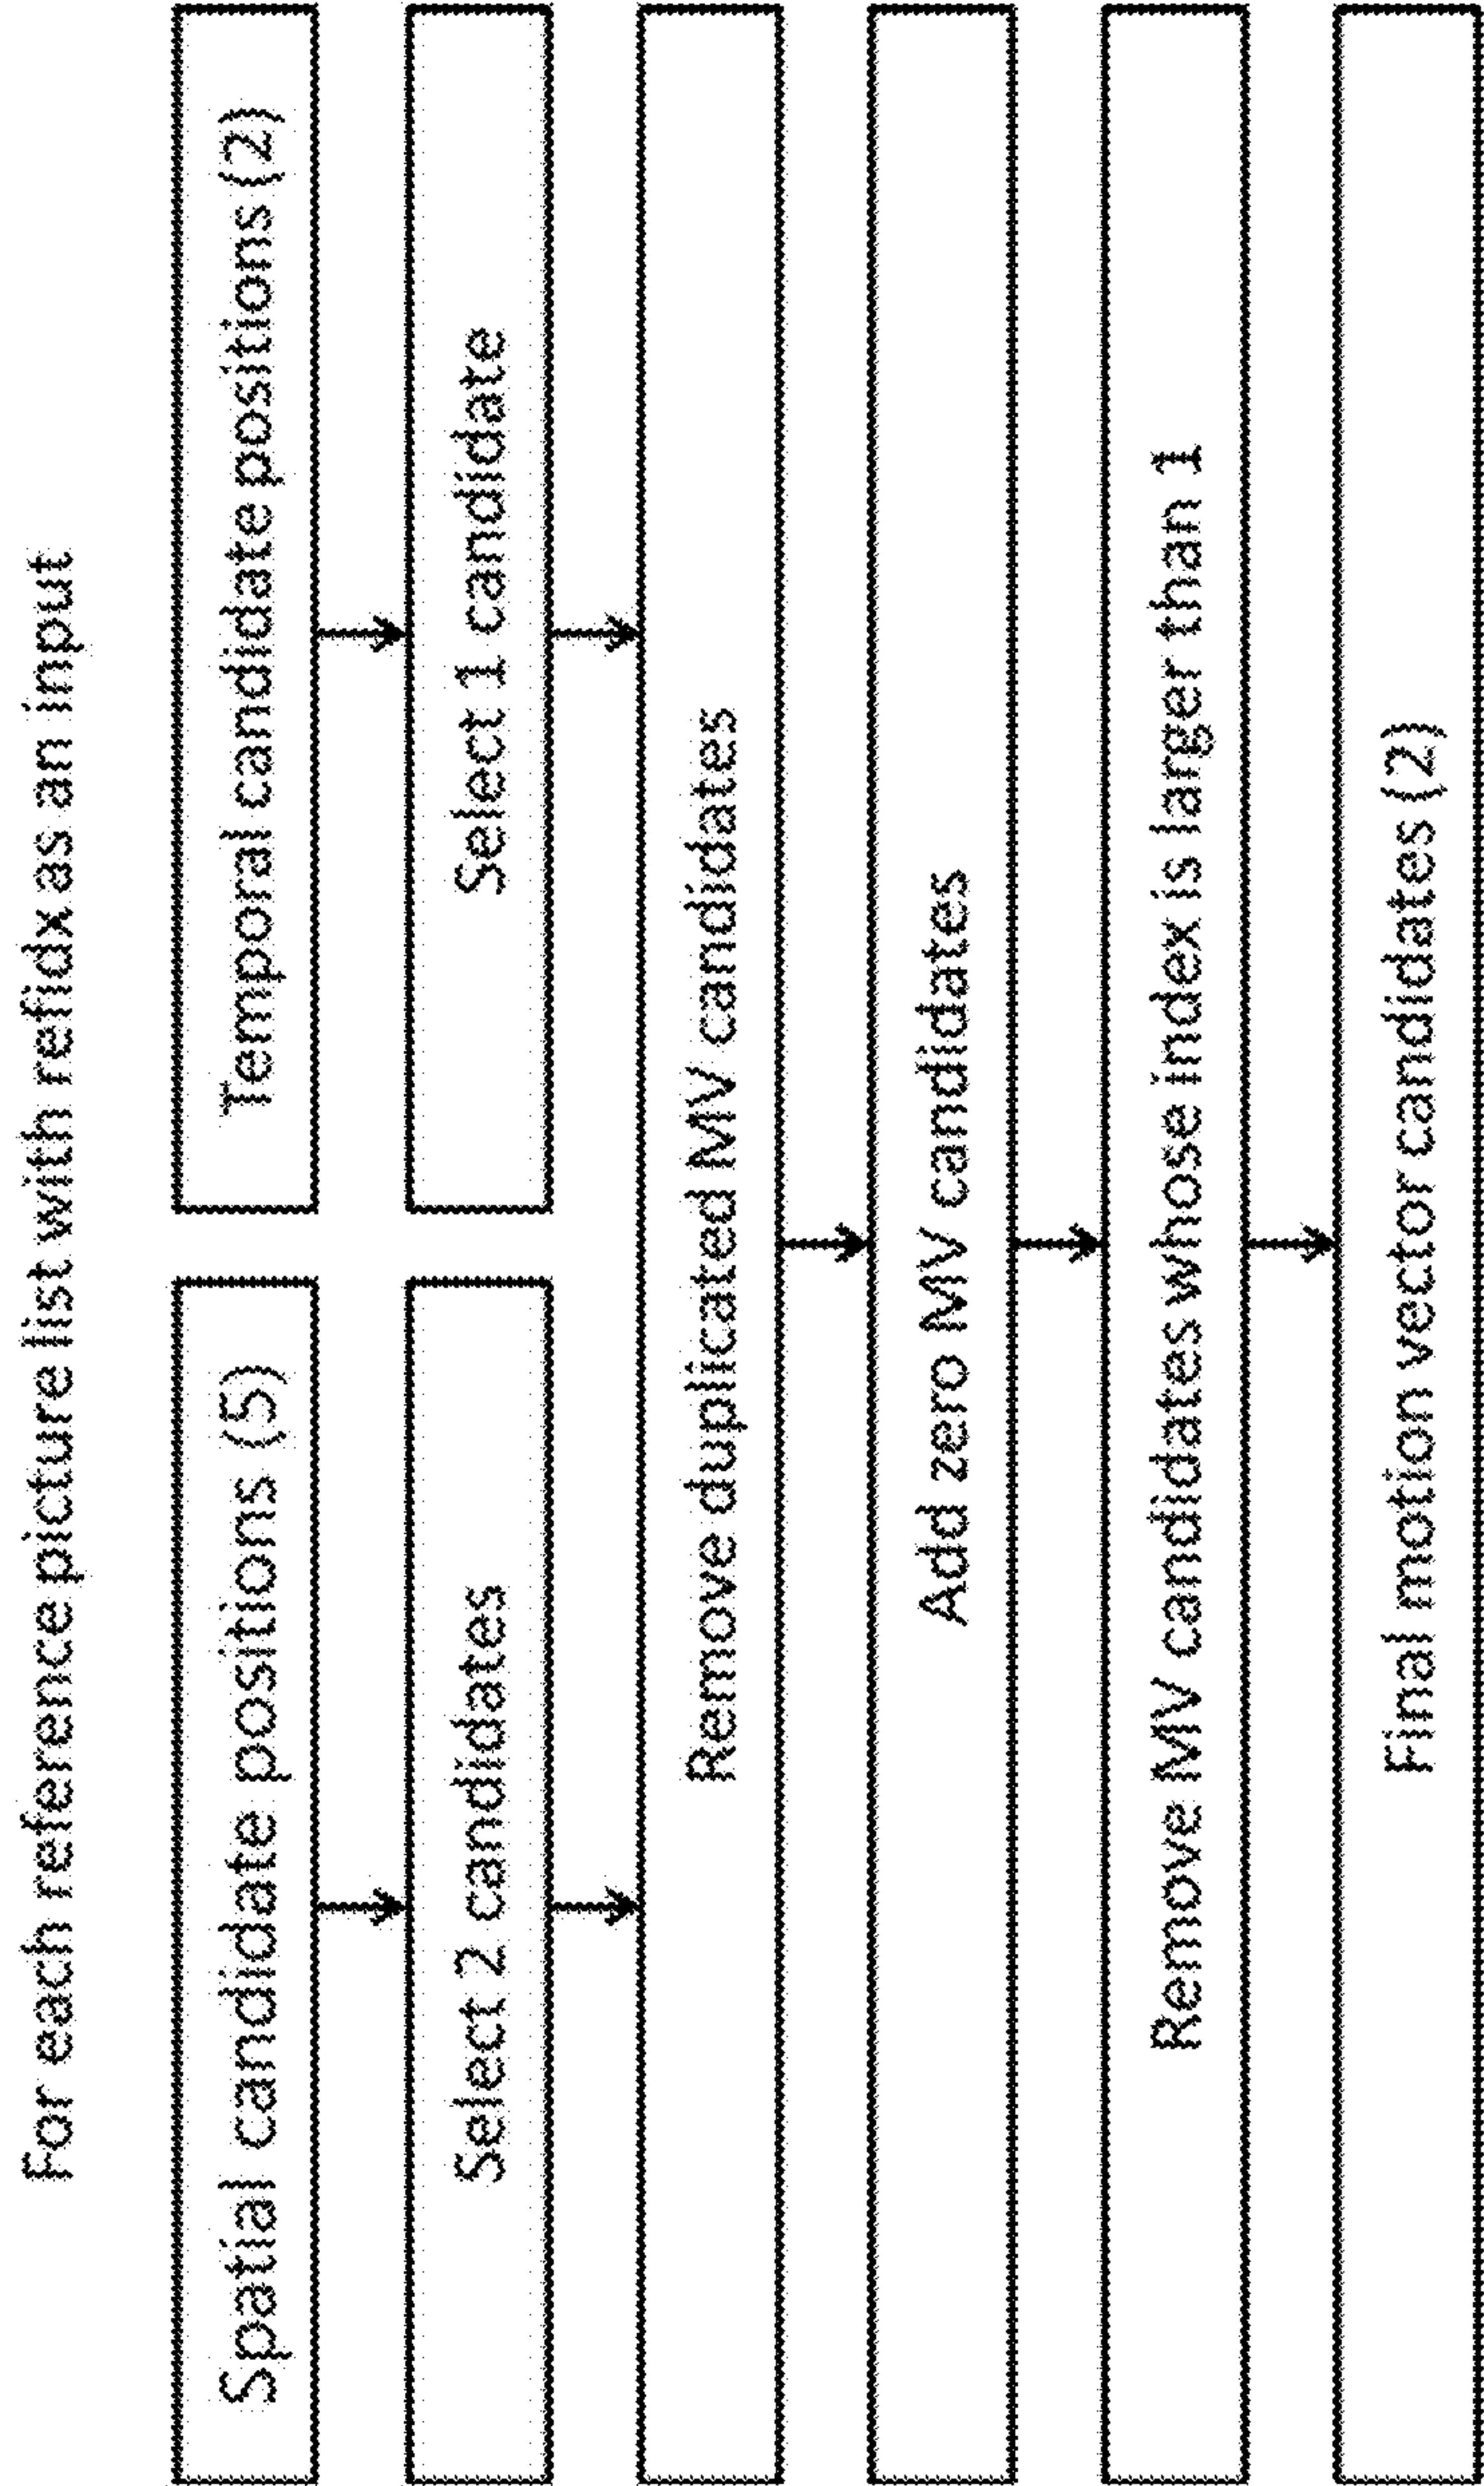 For each reference picture list with refidx as an input
Spatial candidate positions (5)
Temporal candidate positions (2)
Select 2 candidates
Select 1 candidate
Remove duplicated MV candidates
Add zero MV candidates
Remove MV candidates whose index is larger than 1
Final motion vector candidates (2)